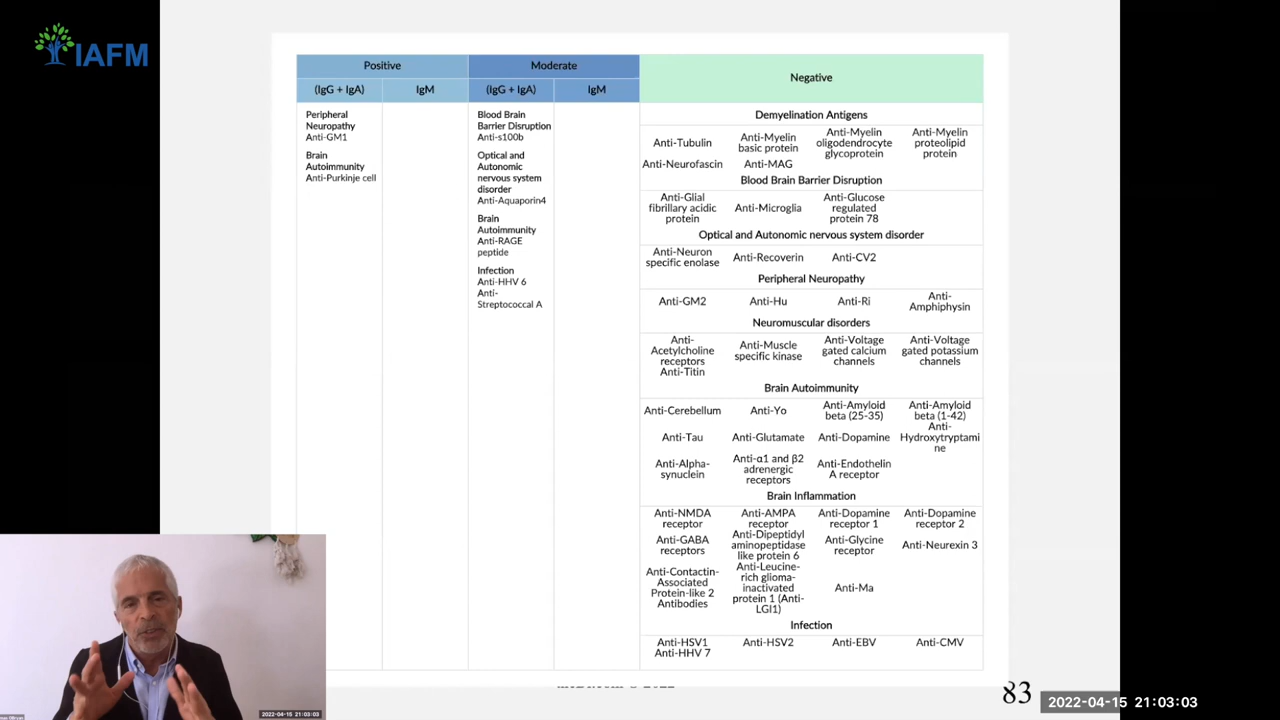 IAFM
Positive
Moderate
Negative
(IgG + IgA)
IgM
(IgG + IgA)
IgM
Peripheral
Neuropathy
Anti-GM1
Brain
Autoimmunity
Anti-Purkinje cell
Blood Brain
Barrier Disruption
Anti-s100b
Optical and
Autonomic
nervous system
disorder
Anti-Aquaporin4
Brain
Autoimmunity
Anti-RAGE
peptide
Infection
Anti-HHV 6
Anti-
Streptococcal A
Demyelination Antigens
Anti-Tubulin
Anti-Myelin
basic protein
Anti-Myelin
oligodendrocyte
glycoprotein
Anti-Myelin
proteolipid
protein
Anti-Neurofascin
Anti-MAG
Blood Brain Barrier Disruption
Anti-Glial
fibrillary acidic
protein
Anti-Microglia
Anti-Glucose
regulated
protein 78
Optical and Autonomic nervous system disorder
Anti-Neuron
specific enolase
Anti-Recoverin
Anti-CV2
Peripheral Neuropathy
Anti-GM2
Anti-Hu
Anti-Ri
Anti-
Amphiphysin
Neuromuscular disorders
Anti-
Acetylcholine
receptors
Anti-Titin
Anti-Muscle
specific kinase
Anti-Voltage
gated calcium
channels
Anti-Voltage
gated potassium
channels
Brain Autoimmunity
Anti-Cerebellum
Anti-Yo
Anti-Amyloid
beta (25-35)
Anti-Amyloid
beta (1-42)
Anti-Tau
Anti-Glutamate
Anti-Dopamine
Anti-
Hydroxytryptami
ne
Anti-Alpha-
synuclein
Anti-α1 and β2
adrenergic
receptors
Anti-Endothelin
A receptor
Brain Inflammation
Anti-NMDA
receptor
Anti-AMPA
receptor
Anti-Dopamine
receptor 1
Anti-Dopamine
receptor 2
Anti-GABA
receptors
Anti-Dipeptidyl
aminopeptidase
like protein 6
Anti-Glycine
receptor
Anti-Neurexin 3
Anti-Contactin-
Associated
Protein-like 2
Antibodies
Anti-Leucine-
rich glioma-
inactivated
protein 1 (Anti-
LGI1)
Anti-Ma
Infection
Anti-HSV1
Anti-HHV 7
Anti-HSV2
Anti-EBV
Anti-CMV
83
2022-04-15 21:03:03
2022-04-15 21:03:03